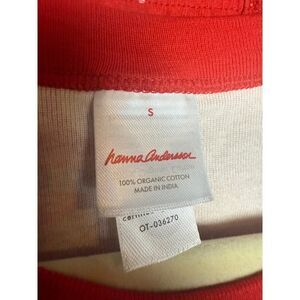 S
hanna andersson
100% ORGANIC COTTON
MADE IN INDIA
OT-036270